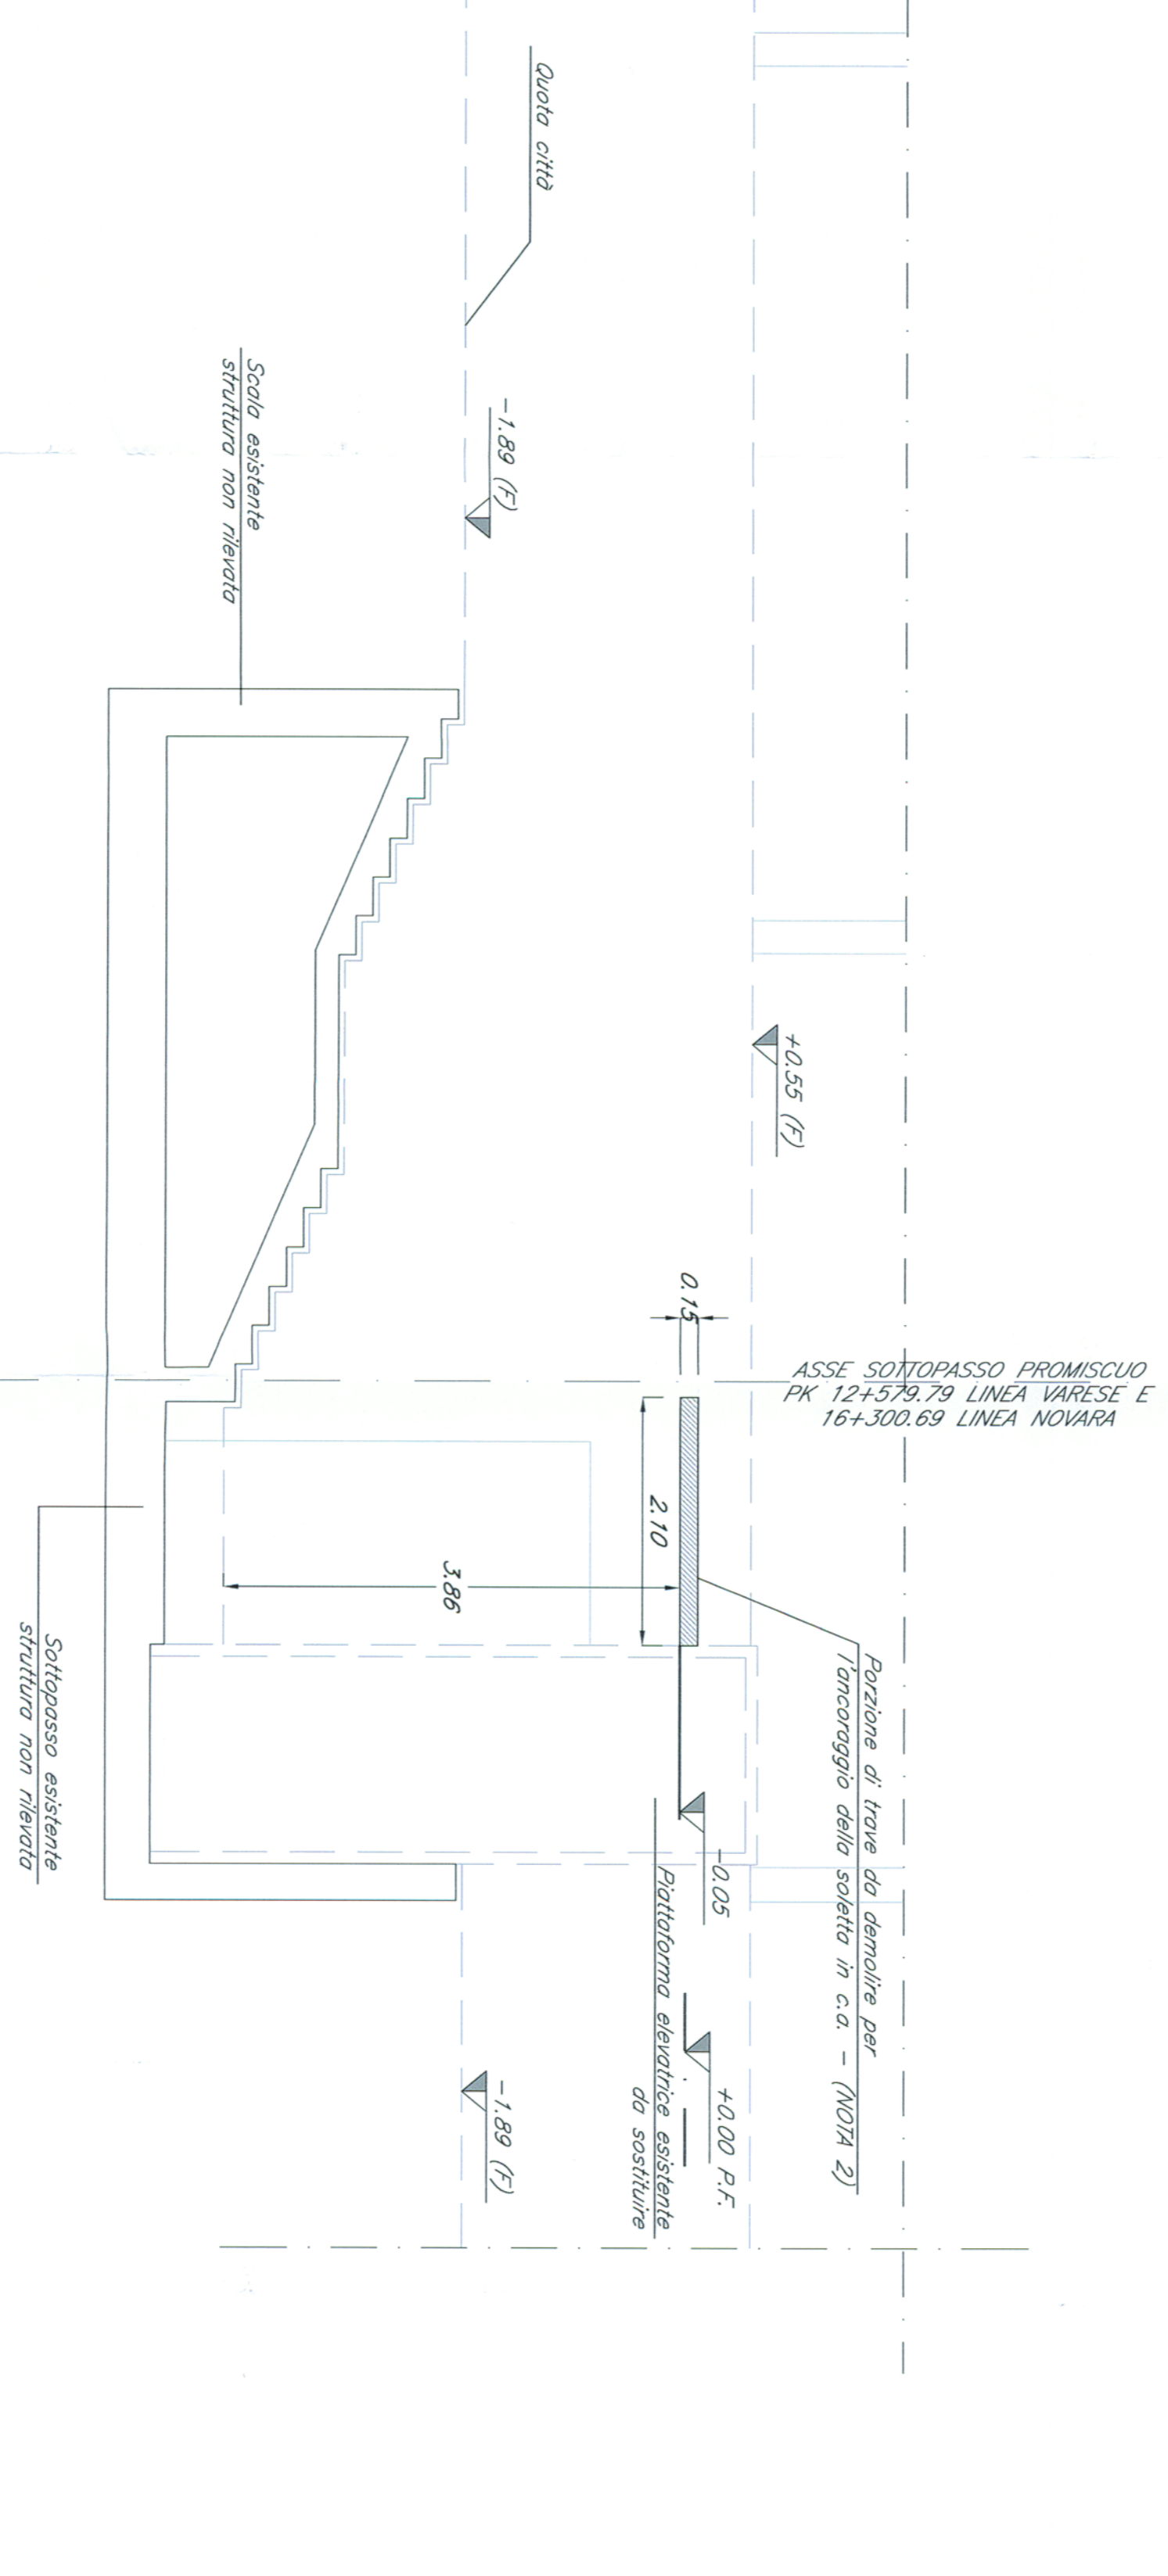 Quota città
-1.89 (F)
Scala esistente
struttura non rilevata
+0.55 (F)
0.15
ASSE SOTTOPASSO PROMISCUO
PK 12+579.79 LINEA VARESE E
16+300.69 LINEA NOVARA
2.10
3.86
Porzione di trave da demolire per
l'ancoraggio della soletta in c.a. - (NOTA 2)
Sottopasso esistente
struttura non rilevata
-0.05
Piattaforma elevatrice esistente
da sostituire
+0.00 P.F.
-1.89 (F)